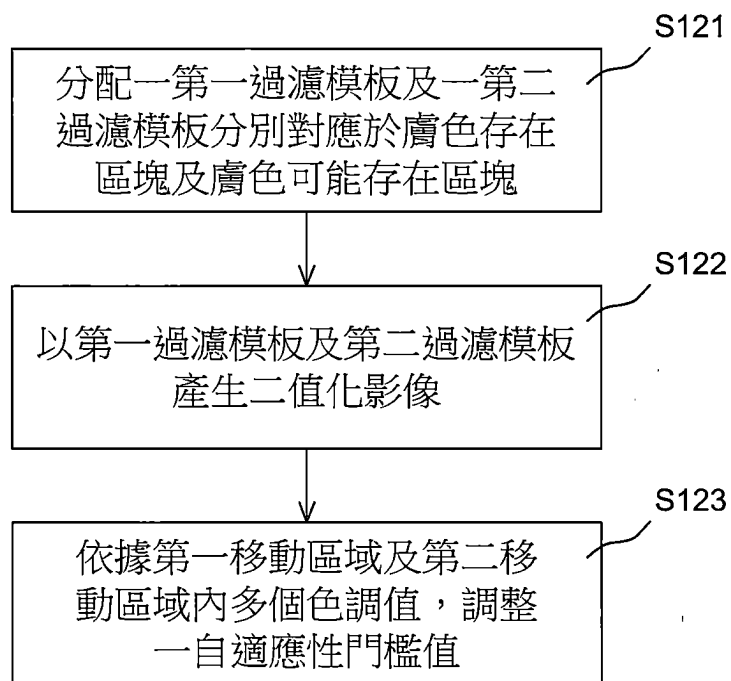 S121
分配一第一過濾模板及一第二
過濾模板分別對應於膚色存在
區塊及膚色可能存在區塊
S122
以第一過濾模板及第二過濾模板
產生二值化影像
S123
依據第一移動區域及第二移
動區域內多個色調值，調整
一自適應性門檻值